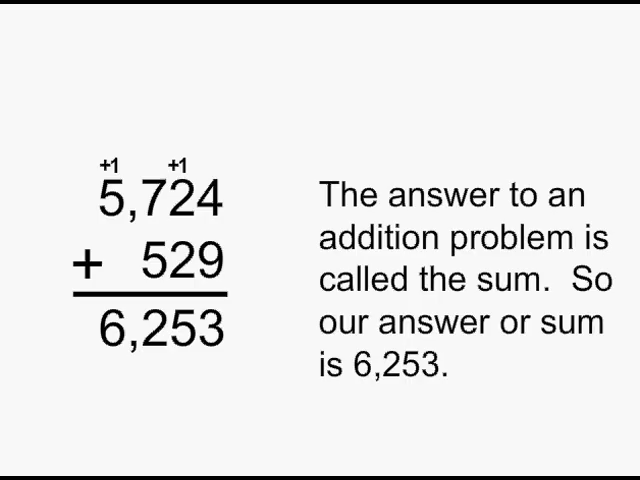 +1 +1
5,724
+ 529
6,253
The answer to an
addition problem is
called the sum. So
our answer or sum
is 6,253.